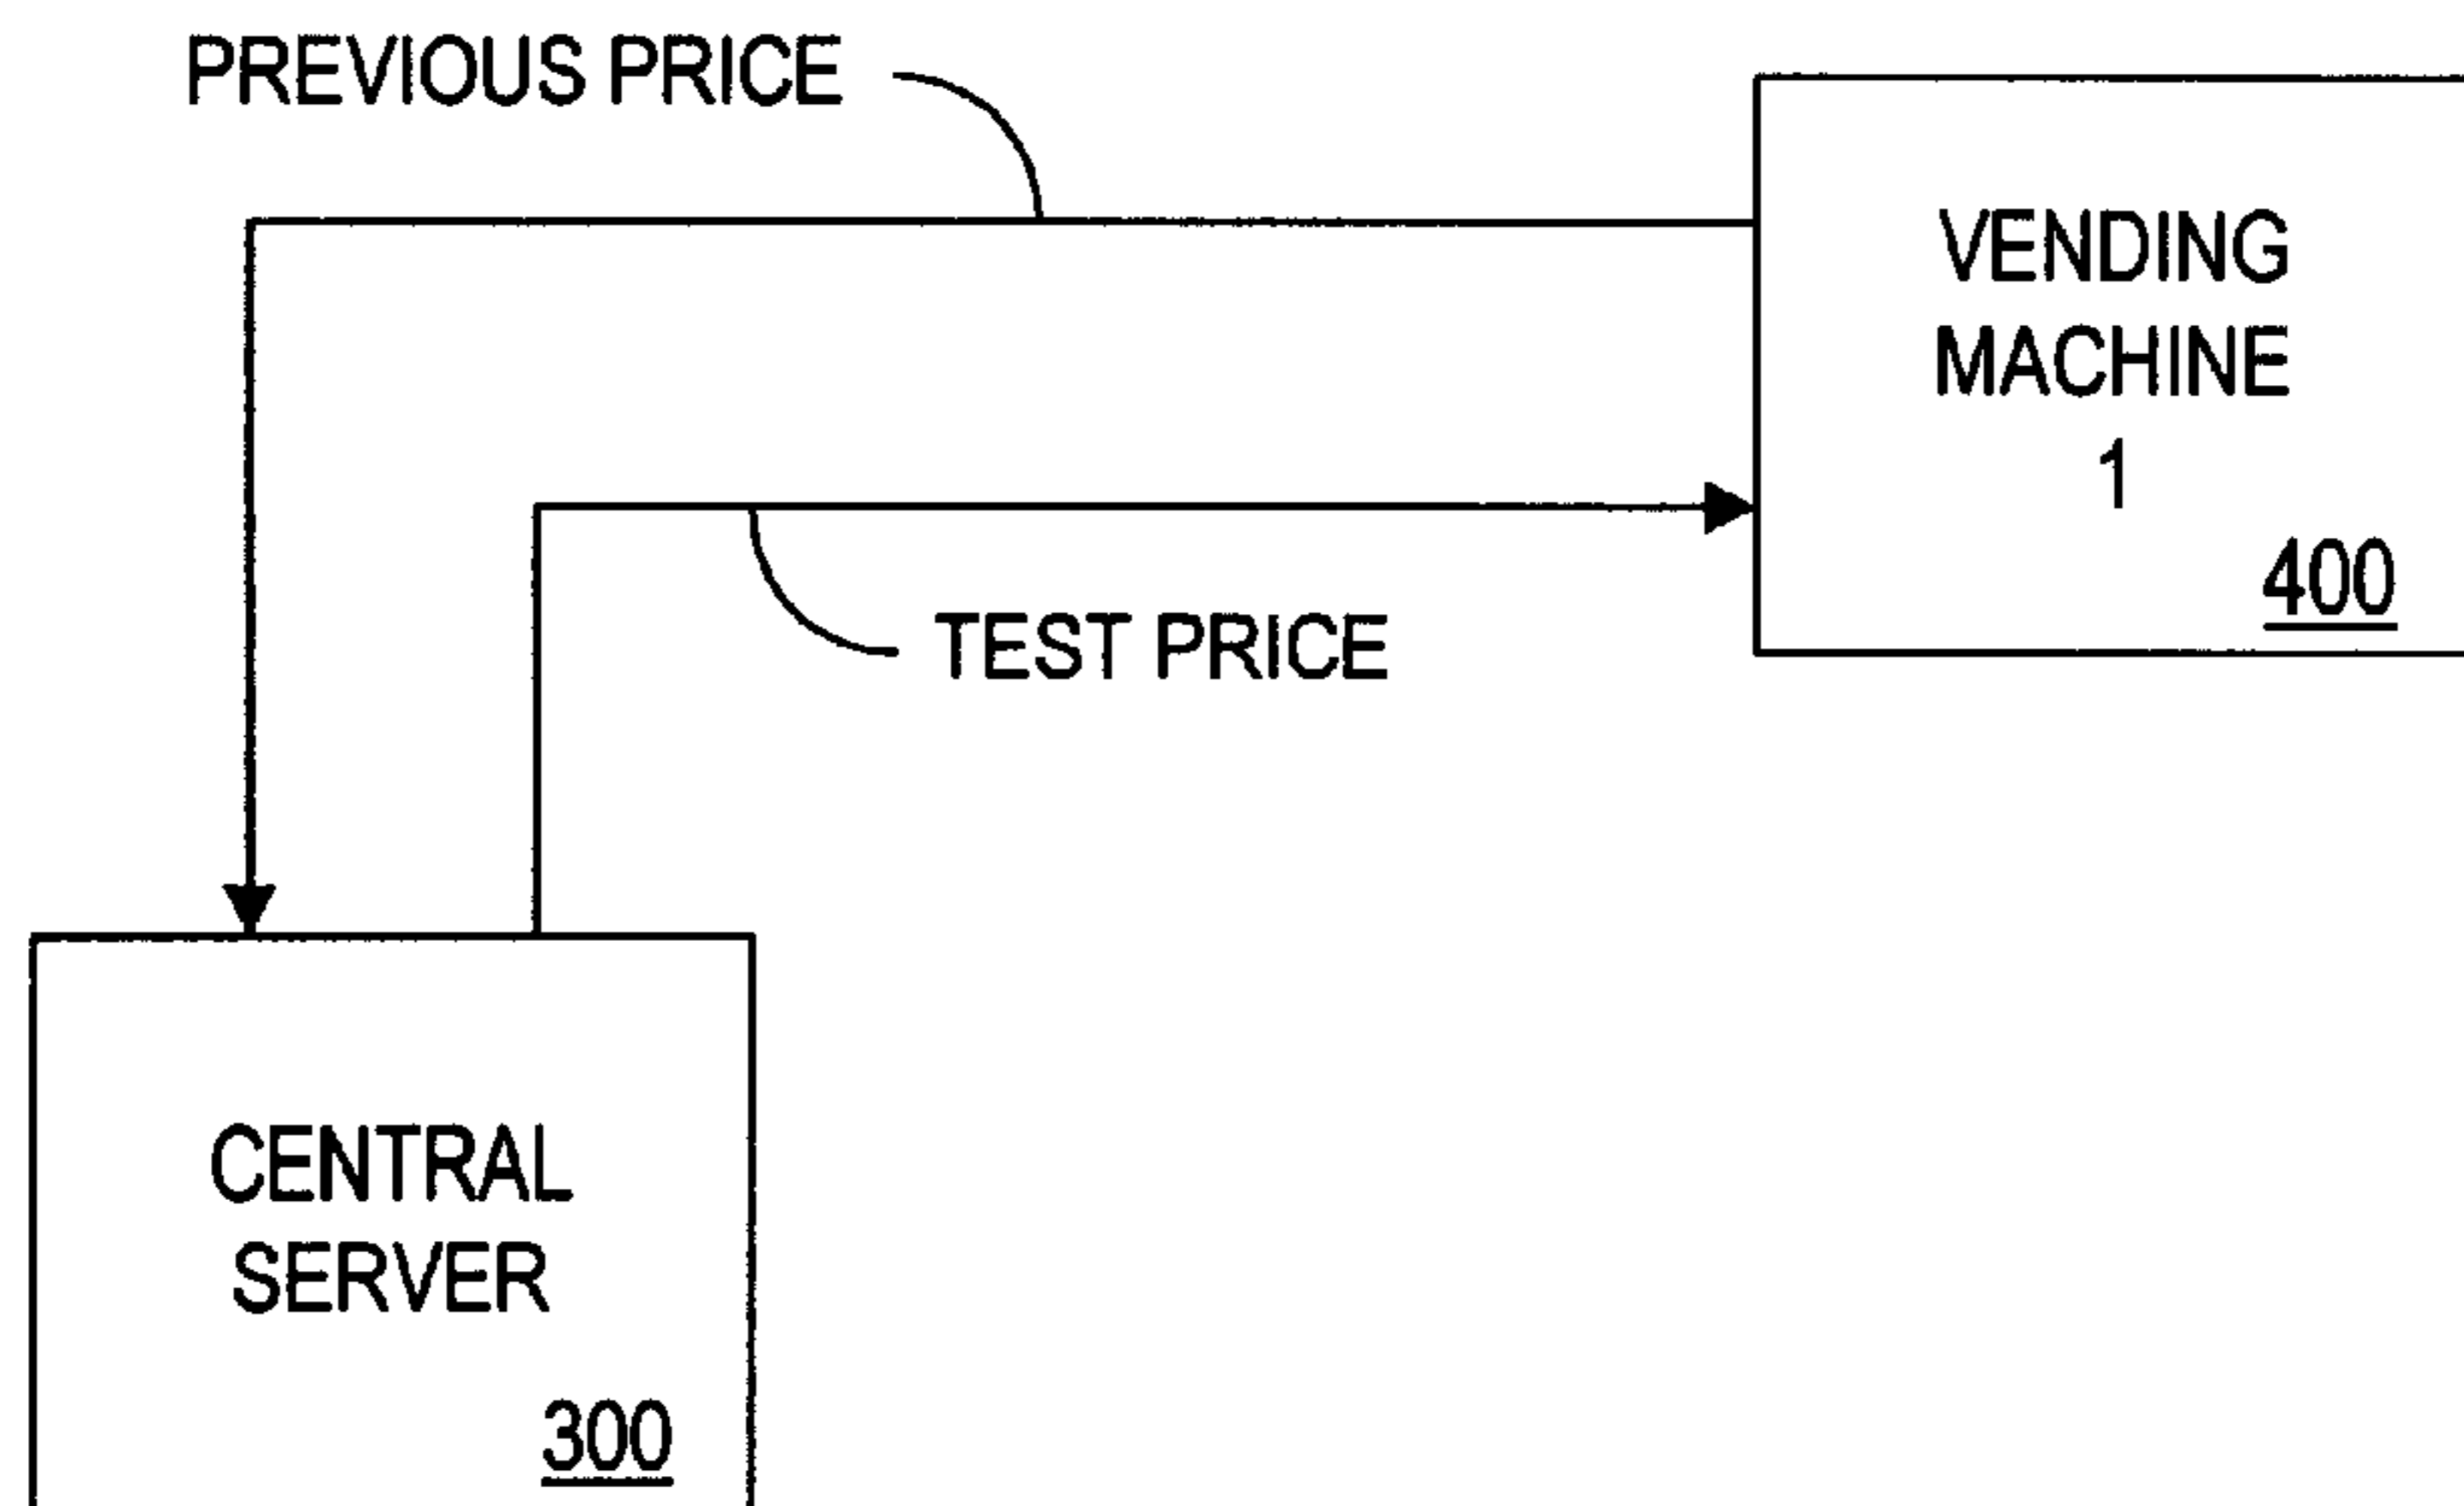 PREVIOUS PRICE
VENDING
MACHINE
1
400
TEST PRICE
CENTRAL
SERVER
300